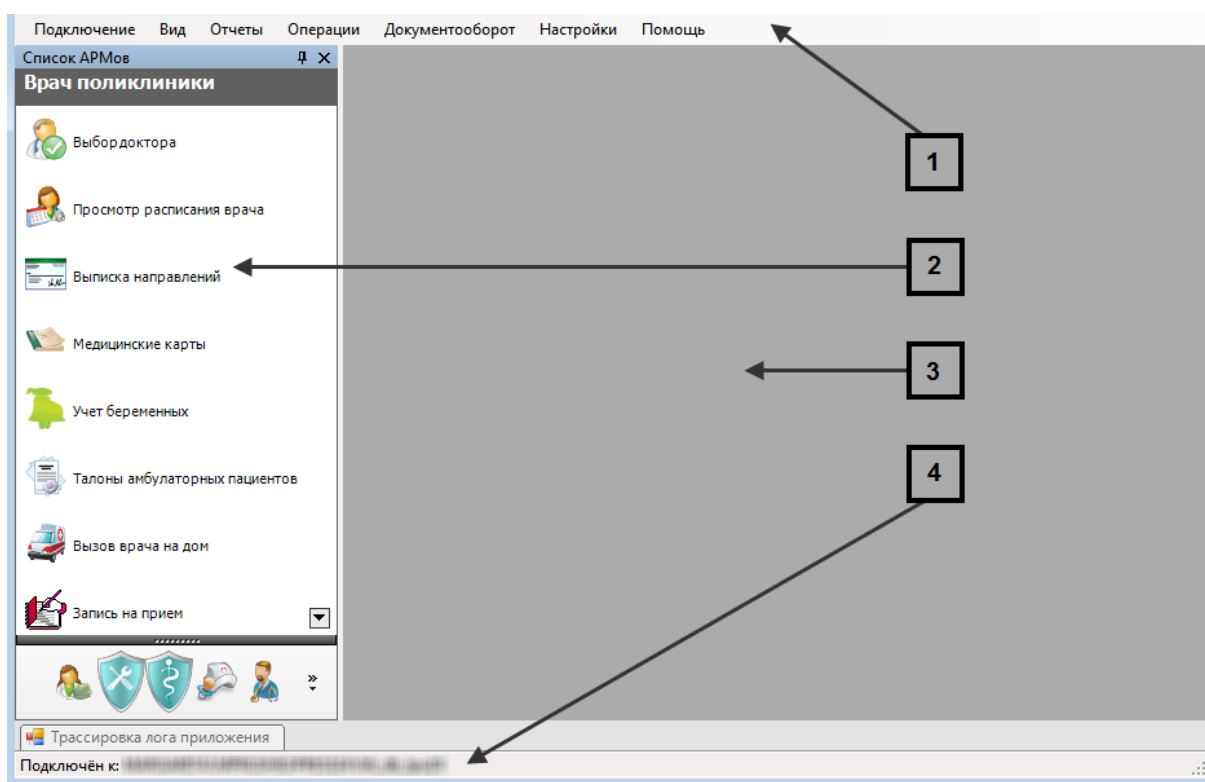 Подключение Вид Отчеты Операции Документооборот Настройки Помощь
Список АРМов
Врач поликлиники
Выбор доктора
1
Просмотр расписания врача
2
Выписка направлений
Медицинские карты
3
Учет беременных
4
Талоны амбулаторных пациентов
Вызов врача на дом
Запись на прием
Трассировка лога приложения
Подключён к: